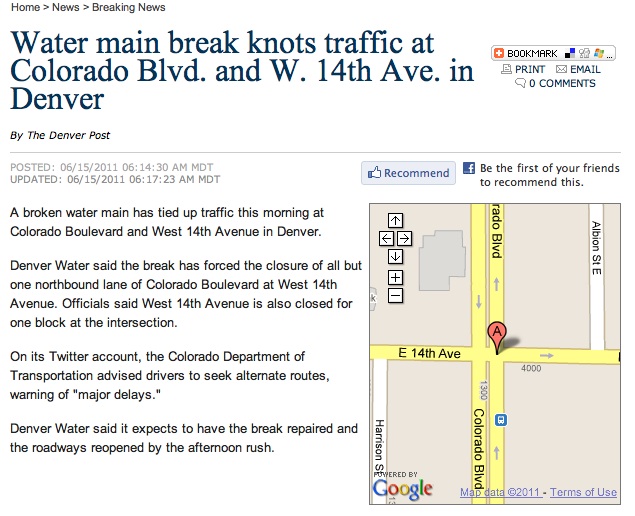 Home > News > Breaking News
Water main break knots traffic at
Colorado Blvd. and W. 14th Ave. in
Denver
BOOKMARK ...
PRINT EMAIL
0 COMMENTS
By The Denver Post
POSTED: 06/15/2011 06:14:30 AM MDT
UPDATED: 06/15/2011 06:17:23 AM MDT
Recommend
Be the first of your friends
to recommend this.
A broken water main has tied up traffic this morning at
Colorado Boulevard and West 14th Avenue in Denver.
Denver Water said the break has forced the closure of all but
one northbound lane of Colorado Boulevard at West 14th
Avenue. Officials said West 14th Avenue is also closed for
one block at the intersection.
On its Twitter account, the Colorado Department of
Transportation advised drivers to seek alternate routes,
warning of "major delays."
Denver Water said it expects to have the break repaired and
the roadways reopened by the afternoon rush.
rado Blvd
Albion St E
k
A
E 14th Ave
4000
1300
Colorado Blvd
Harrison S
POWERED BY
Google
Map data ©2011 - Terms of Use